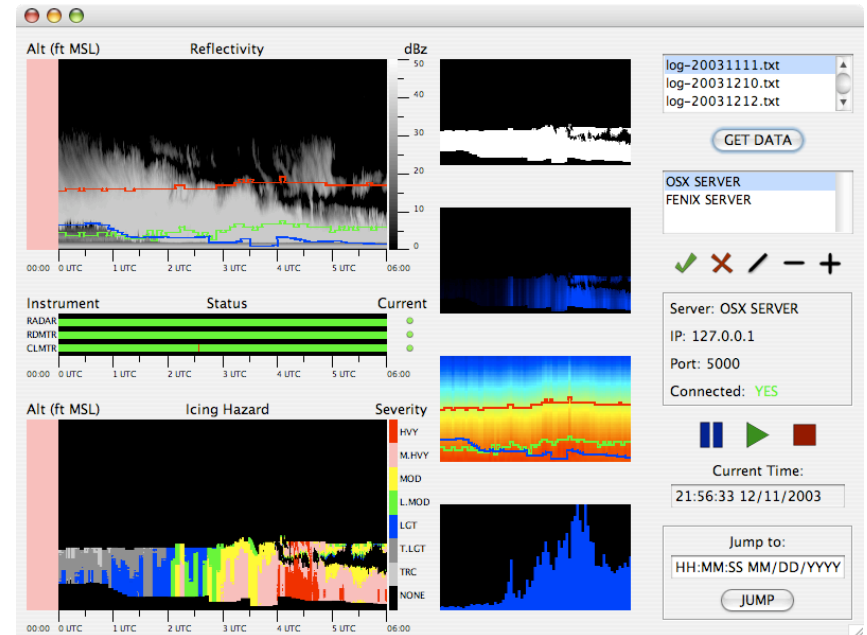 Alt (ft MSL) Reflectivity dBz
50
40
30
20
10
0
00:00 0 UTC 1 UTC 2 UTC 3 UTC 4 UTC 5 UTC 06:00
Instrument Status Current
RADAR
RDMTR
CLMTR
00:00 0 UTC 1 UTC 2 UTC 3 UTC 4 UTC 5 UTC 06:00
Alt (ft MSL) Icing Hazard Severity
HVY
M.HVY
MOD
L.MOD
LGT
T.LGT
TRC
NONE
00:00 0 UTC 1 UTC 2 UTC 3 UTC 4 UTC 5 UTC 06:00
log-20031111.txt
log-20031210.txt
log-20031212.txt
GET DATA
OSX SERVER
FENIX SERVER
Server: OSX SERVER
IP: 127.0.0.1
Port: 5000
Connected: YES
Current Time:
21:56:33 12/11/2003
Jump to:
HH:MM:SS MM/DD/YYYY
JUMP